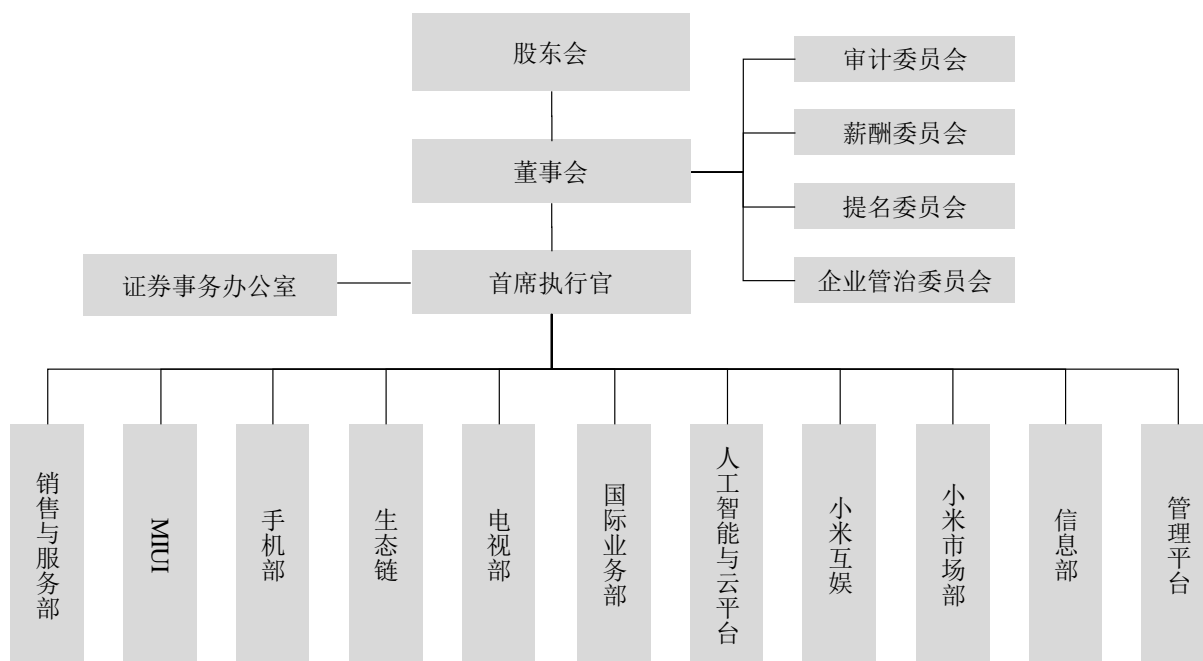 股东会
审计委员会
薪酬委员会
董事会
提名委员会
证券事务办公室
首席执行官
企业管治委员会
销售与服务部
MIUI
手机部
生态链
电视部
国际业务部
人工智能与云平台
小米互娱
小米市场部
信息部
管理平台